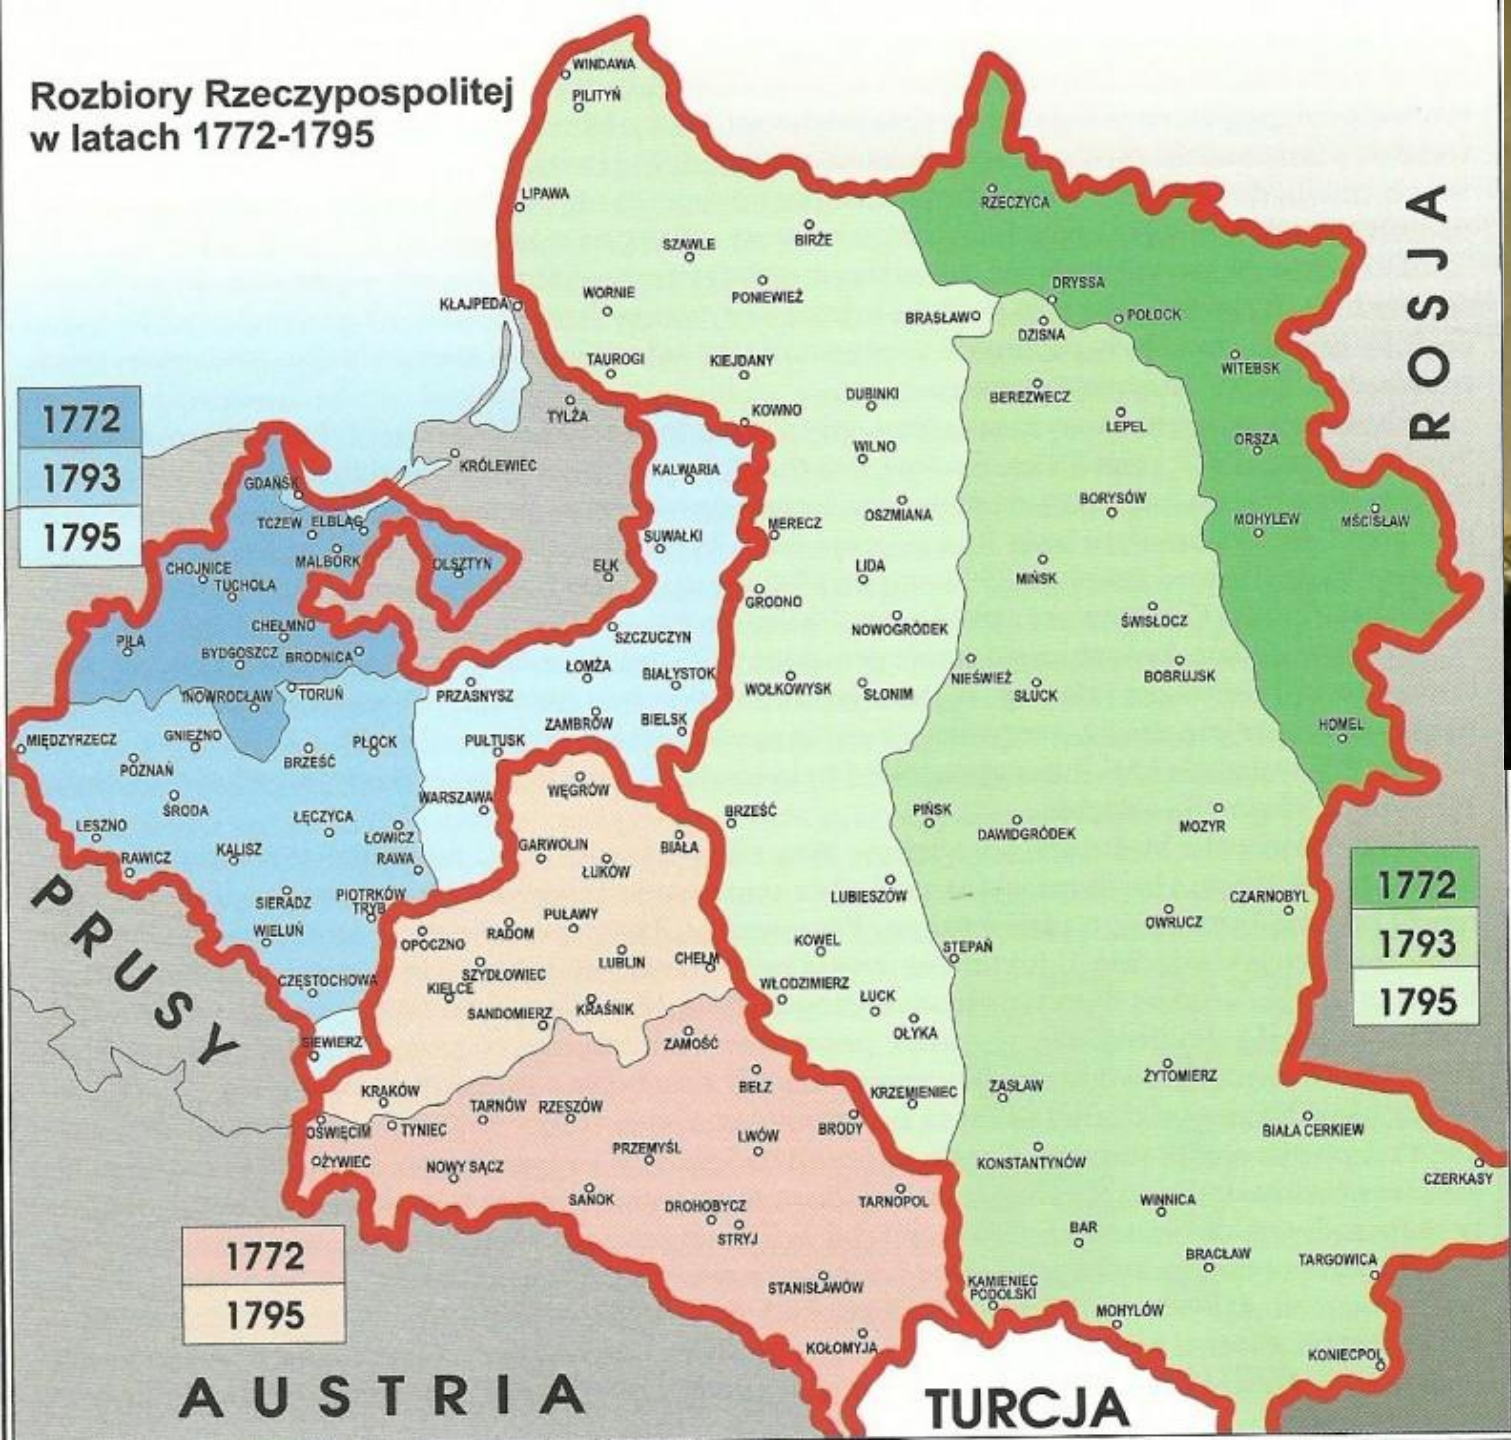 Rozbiory Rzeczypospolitej
w latach 1772-1795
WINDAWA
PILITYŃ
LIPAWA
RZECZYCA
BIRŻE
SZAWLE
DRYSSA
WORNIE
PONIEWIEŻ
KŁAJPEDA
BRASŁAW
POŁOCK
DZISNA
TAUROGI
KIEJDANY
WITEBSK
DUBINKI
BEREZWECZ
TYLŻA
KOWNO
LEPEL
WILNO
ORSZA
KRÓLEWIEC
KALWARIA
ROSJA
1772
1793
1795
GDAŃSK
BORYSÓW
TCZEW
ELBLĄG
MERECZ
OSZMIANA
MOHYLEW
MŚCISŁAW
SUWAŁKI
MALBORK
OLSZTYN
CHOJNICE
EŁK
LIDA
MIŃSK
TUCHOLA
GRODNO
CHEŁMNO
NOWOGRÓDEK
ŚWISŁOCZ
PIŁA
SZCZUCZYN
BYDGOSZCZ
BRODNICA
ŁOMŻA
BIAŁYSTOK
NIEŚWIEŻ
BOBRUJSK
INOWROCŁAW
TORUŃ
PRZASNYSZ
WOŁKOWYSK
SŁONIM
SŁUCK
ZAMBRÓW
BIELSK
HOMEL
MIĘDZYRZECZ
GNIEZNO
PŁOCK
PUŁTUSK
POZNAŃ
BRZEŚĆ
WĘGRÓW
WARSZAWA
ŚRODA
ŁĘCZYCA
BRZEŚĆ
PIŃSK
LESZNO
ŁOWICZ
DAWIDGRÓDEK
MOZYR
GARWOLIN
BIAŁA
RAWICZ
KALISZ
RAWA
ŁUKÓW
1772
1793
1795
SIERADZ
PIOTRKÓW
TRYB.
LUBIESZÓW
CZARNOBYL
PUŁAWY
OWRUCZ
WIELUŃ
OPOCZNO
RADOM
KOWEL
STEPAŃ
PRUSY
LUBLIN
CHEŁM
SZYDŁOWIEC
CZĘSTOCHOWA
KIELCE
WŁODZIMIERZ
ŁUCK
SANDOMIERZ
KRAŚNIK
OŁYKA
SIEWIERZ
ZAMOŚĆ
ŻYTOMIERZ
KRAKÓW
BEŁZ
KRZEMIENIEC
ZASŁAW
TARNÓW
RZESZÓW
OŚWIĘCIM
TYNIEC
BRODY
BIAŁA CERKIEW
LWÓW
PRZEMYŚL
ŻYWIEC
NOWY SĄCZ
KONSTANTYNÓW
CZERKASY
SANOK
DROHOBYCZ
TARNOPOL
WINNICA
STRYJ
BAR
1772
1795
BRACŁAW
TARGOWICA
STANISŁAWÓW
KAMIENIEC
PODOLSKI
MOHYLÓW
KOŁOMYJA
KONIECPOL
AUSTRIA
TURCJA